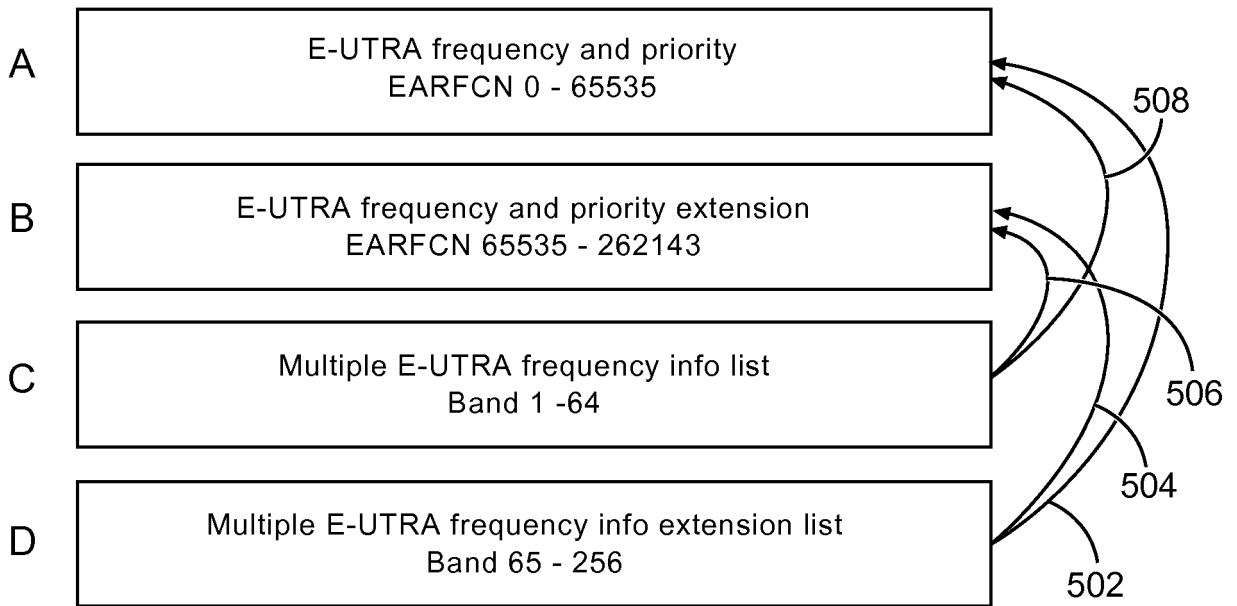 A
E-UTRA frequency and priority
EARFCN 0 - 65535
508
B
E-UTRA frequency and priority extension
EARFCN 65535 - 262143
C
Multiple E-UTRA frequency info list
Band 1 -64
506
504
D
Multiple E-UTRA frequency info extension list
Band 65 - 256
502